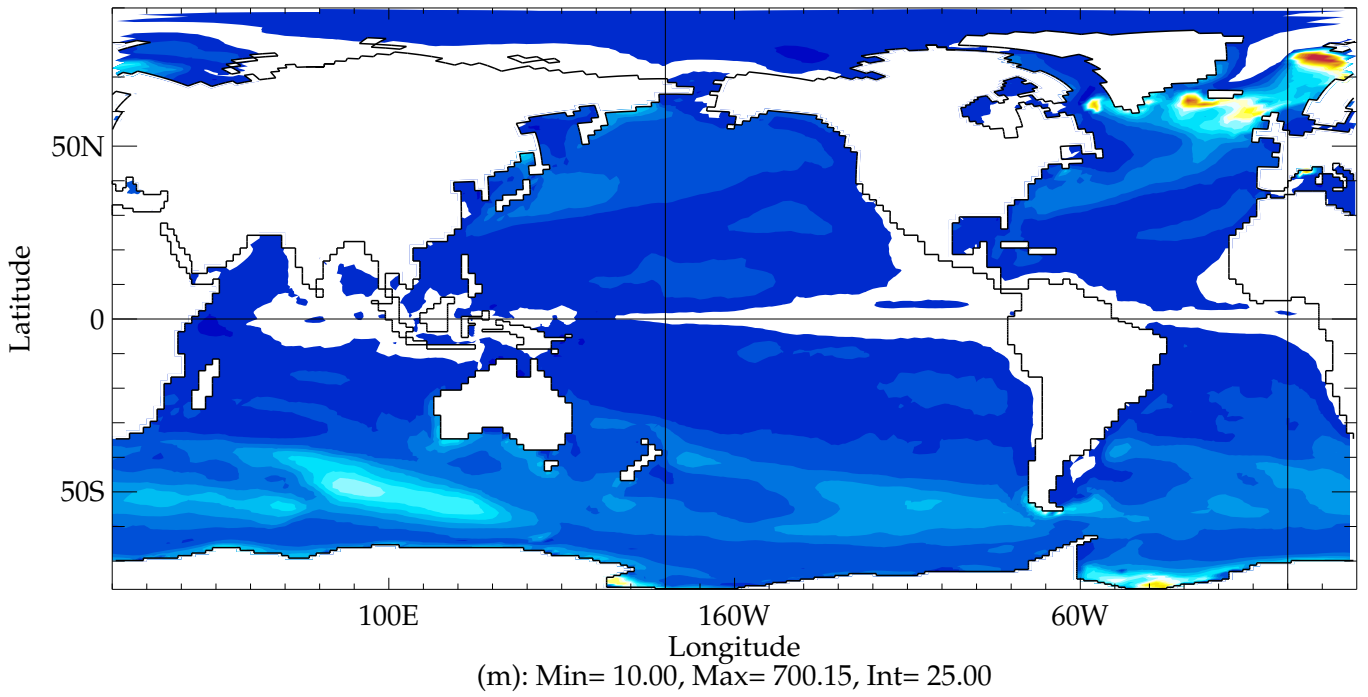 50N
Latitude
0
50S
100E
160W
60W
Longitude
(m): Min= 10.00, Max= 700.15, Int= 25.00